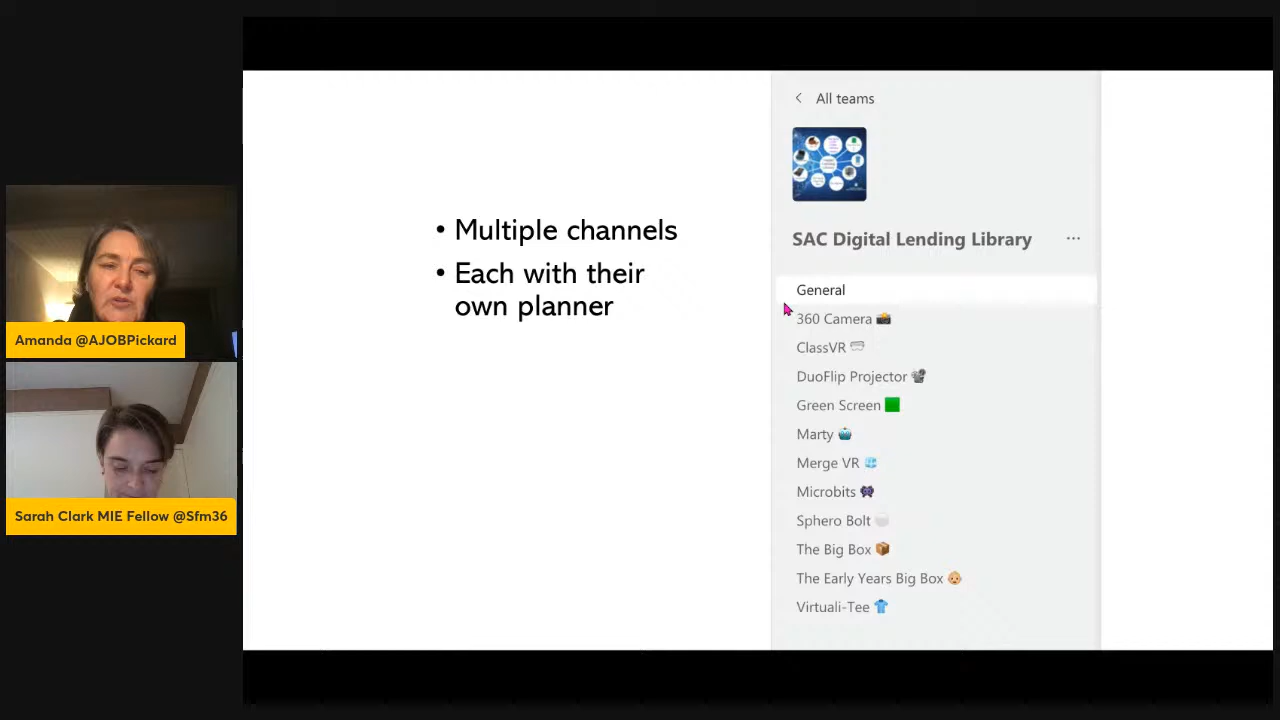 Amanda @AJOBPickard
Sarah Clark MIE Fellow @Sfm36
• Multiple channels
• Each with their
own planner
All teams
SAC Digital Lending Library ...
General
360 Camera 📸
ClassVR 🥽
DuoFlip Projector 📽
Green Screen 🟩
Marty 🤖
Merge VR 🧊
Microbits 👾
Sphero Bolt ⚪
The Big Box 📦
The Early Years Big Box 👶🏼
Virtuali-Tee 👕